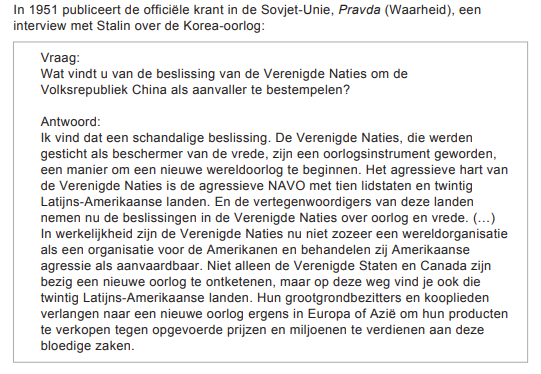 In 1951 publiceert de officiële krant in de Sovjet-Unie, Pravda (Waarheid), een
interview met Stalin over de Korea-oorlog:
Vraag:
Wat vindt u van de beslissing van de Verenigde Naties om de
Volksrepubliek China als aanvaller te bestempelen?
Antwoord:
Ik vind dat een schandalige beslissing. De Verenigde Naties, die werden
gesticht als beschermer van de vrede, zijn een oorlogsinstrument geworden,
een manier om een nieuwe wereldoorlog te beginnen. Het agressieve hart van
de Verenigde Naties is de agressieve NAVO met tien lidstaten en twintig
Latijns-Amerikaanse landen. En de vertegenwoordigers van deze landen
nemen nu de beslissingen in de Verenigde Naties over oorlog en vrede. (…)
In werkelijkheid zijn de Verenigde Naties nu niet zozeer een wereldorganisatie
als een organisatie voor de Amerikanen en behandelen zij Amerikaanse
agressie als aanvaardbaar. Niet alleen de Verenigde Staten en Canada zijn
bezig een nieuwe oorlog te ontketenen, maar op deze weg vind je ook die
twintig Latijns-Amerikaanse landen. Hun grootgrondbezitters en kooplieden
verlangen naar een nieuwe oorlog ergens in Europa of Azië om hun producten
te verkopen tegen opgevoerde prijzen en miljoenen te verdienen aan deze
bloedige zaken.